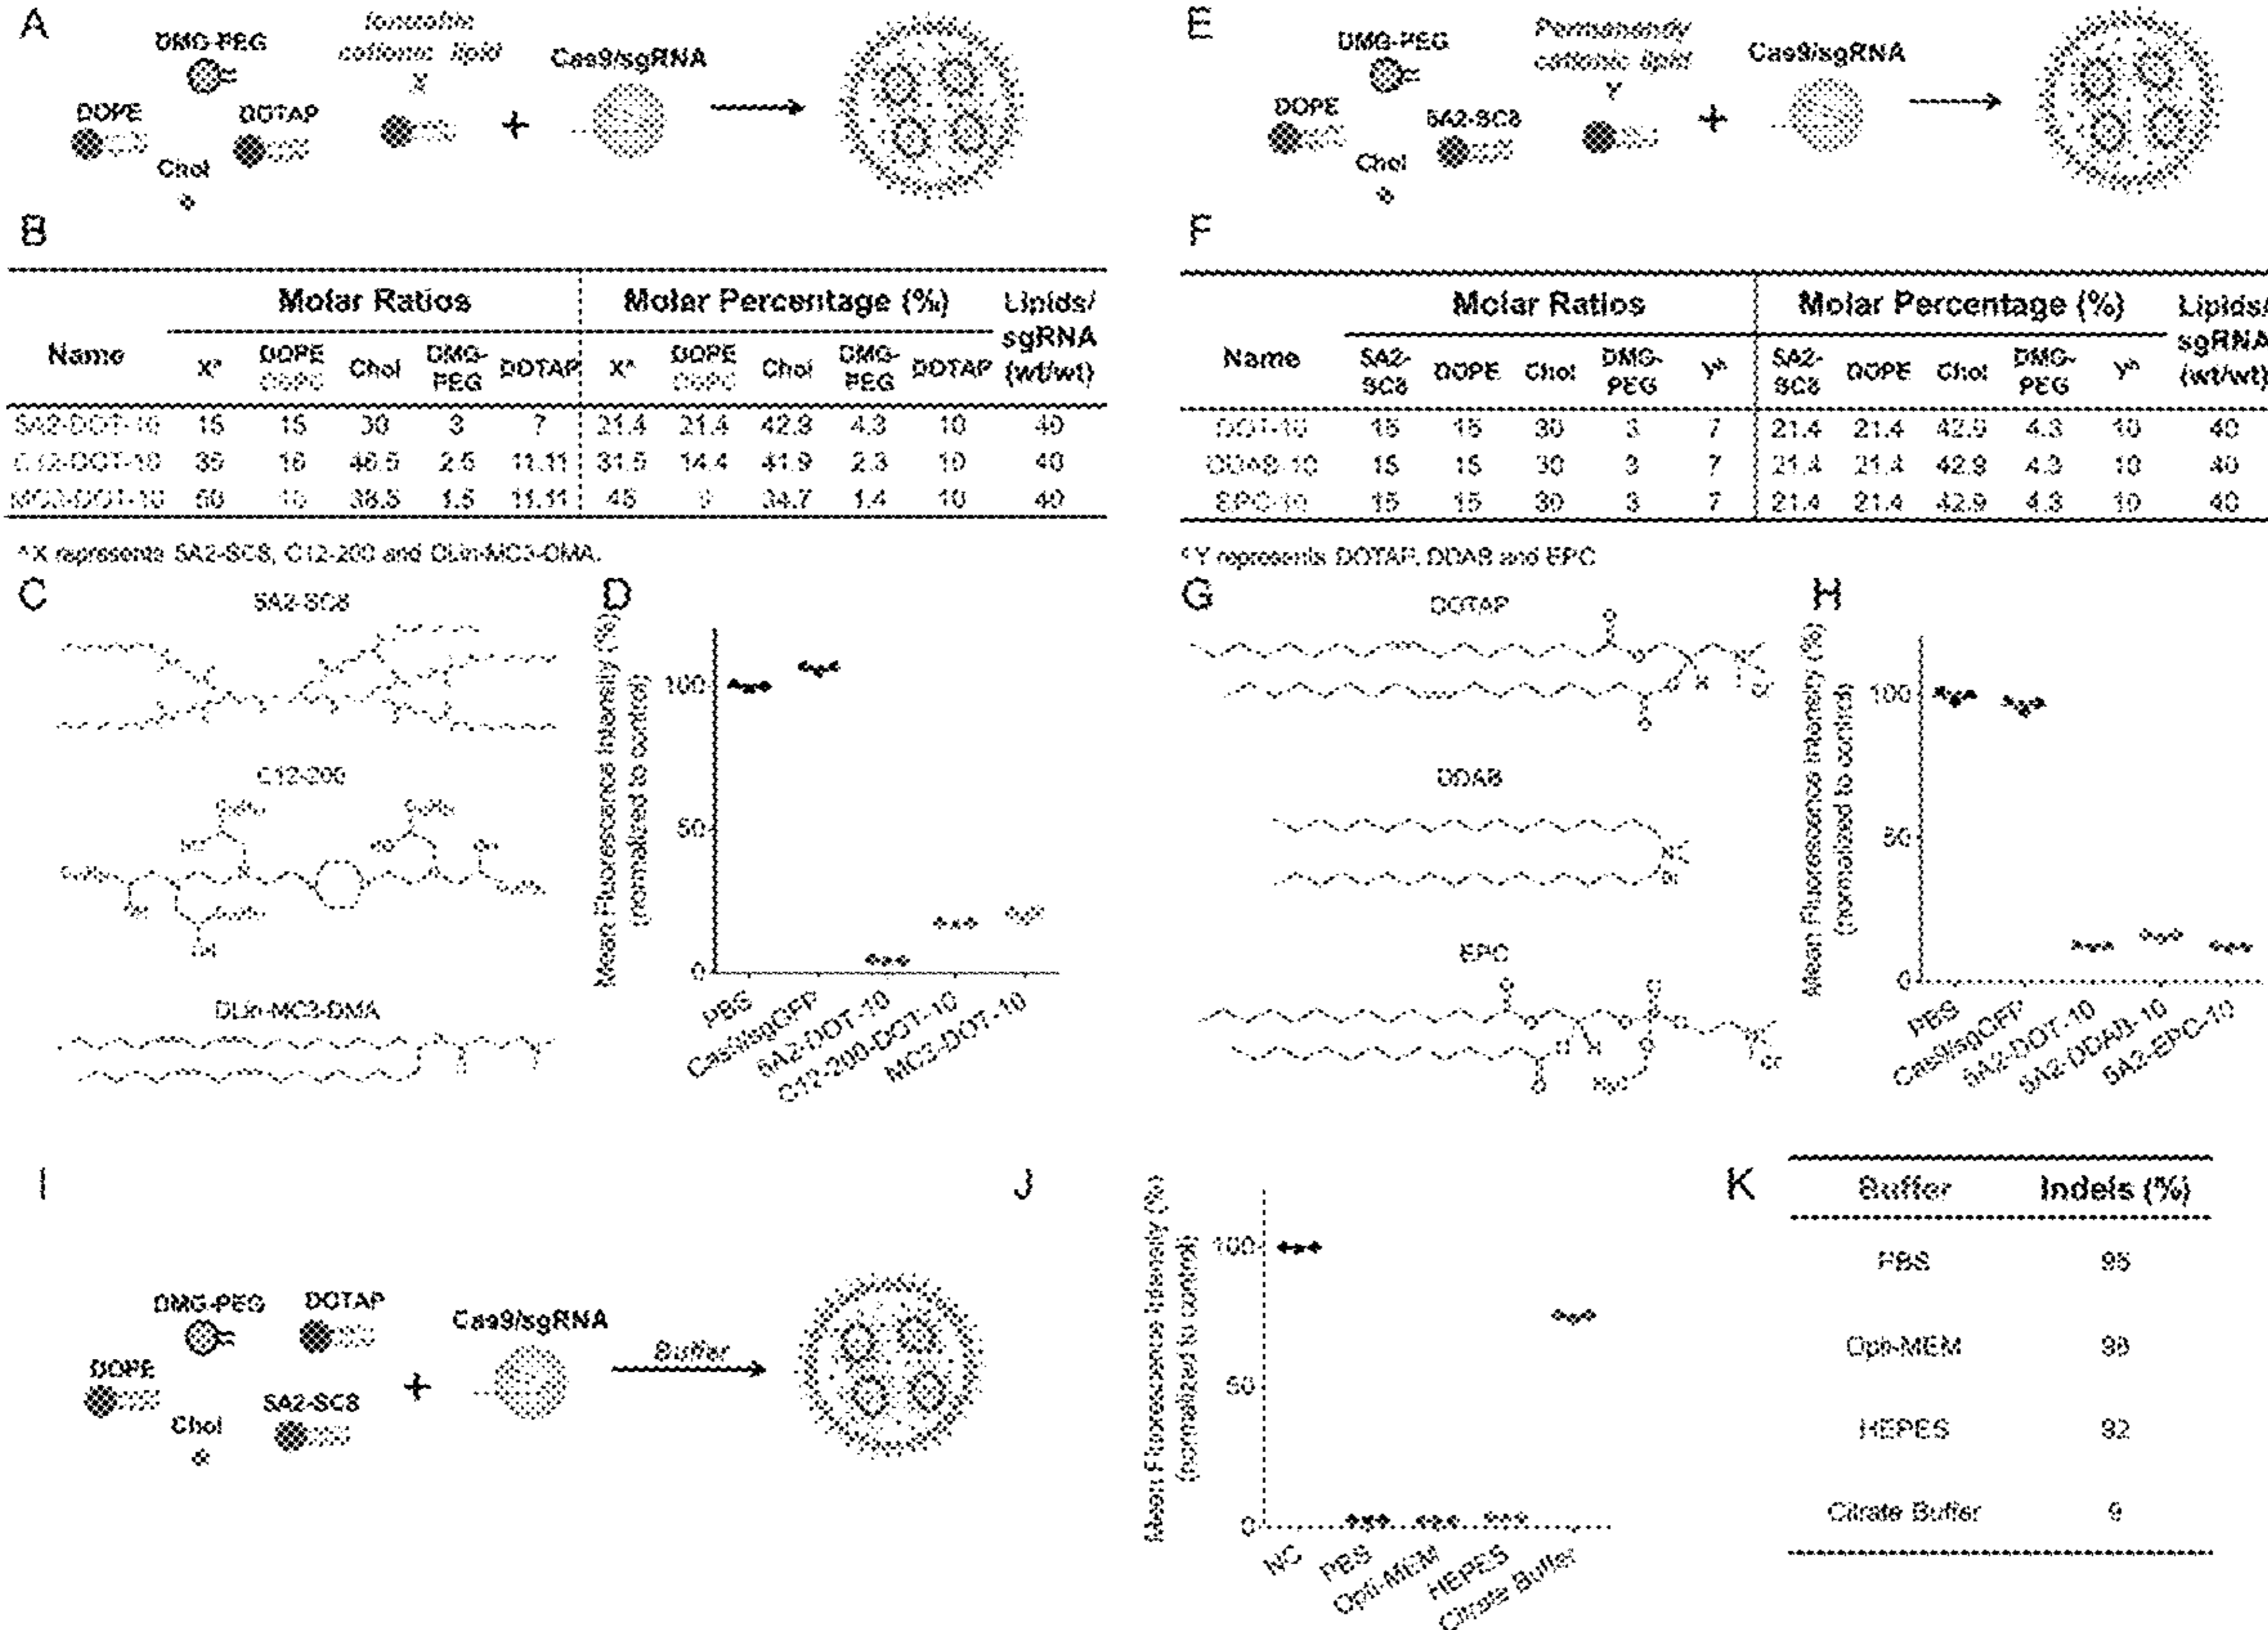 A
DMG-PEG
Ionizable
cationic lipid
X
Cas9/sgRNA
DOPE
DOTAP
+
Chol
E
DMG-PEG
Permanently
cationic lipid
Y
Cas9/sgRNA
DOPE
5A2-SC8
+
Chol
B
Name Molar Ratios Molar Percentage (%) Lipids/ sgRNA (wt/wt)
X^ DOPE DSPC Chol DMG-PEG DOTAP X^ DOPE DSPC Chol DMG-PEG DOTAP
5A2-DOT-10 15 15 30 3 7 21.4 21.4 42.9 4.3 10 40
C12-DOT-10 35 16 46.5 2.5 11.11 31.5 14.4 41.9 2.3 10 40
MC3-DOT-10 50 10 38.5 1.5 11.11 45 9 34.7 1.4 10 40
^X represents 5A2-SC8, C12-200 and DLin-MC3-DMA.
F
Name Molar Ratios Molar Percentage (%) Lipids/ sgRNA (wt/wt)
5A2-SC8 DOPE Chol DMG-PEG 5A2-SC8 DOPE Chol DMG-PEG
DOT-10 15 15 30 3 7 21.4 21.4 42.9 4.3 10 40
DDAB-10 15 15 30 3 7 21.4 21.4 42.9 4.3 10 40
EPC-10 15 15 30 3 7 21.4 21.4 42.9 4.3 10 40
Y represents DOTAP, DDAB and EPC
C
5A2-SC8
C12-200
DLin-MC3-DMA
D
Mean Fluorescence Intensity (%)
(normalized to control)
100
50
0
PBS
Cas9/sgGFP
5A2-DOT-10
C12-200-DOT-10
MC3-DOT-10
G
DOTAP
DDAB
EPC
H
Mean Fluorescence Intensity (%)
(normalized to control)
100
50
0
PBS
Cas9/sgGFP
5A2-DOT-10
5A2-DDAB-10
5A2-EPC-10
I
DMG-PEG
DOTAP
Cas9/sgRNA
Buffer
DOPE
+
5A2-SC8
Chol
J
Mean Fluorescence Intensity (%)
(normalized to control)
100
50
0
NC
PBS
Opti-MEM
HEPES
Citrate Buffer
K
Buffer Indels (%)
PBS 95
Opti-MEM
HEPES 92
Citrate Buffer 9